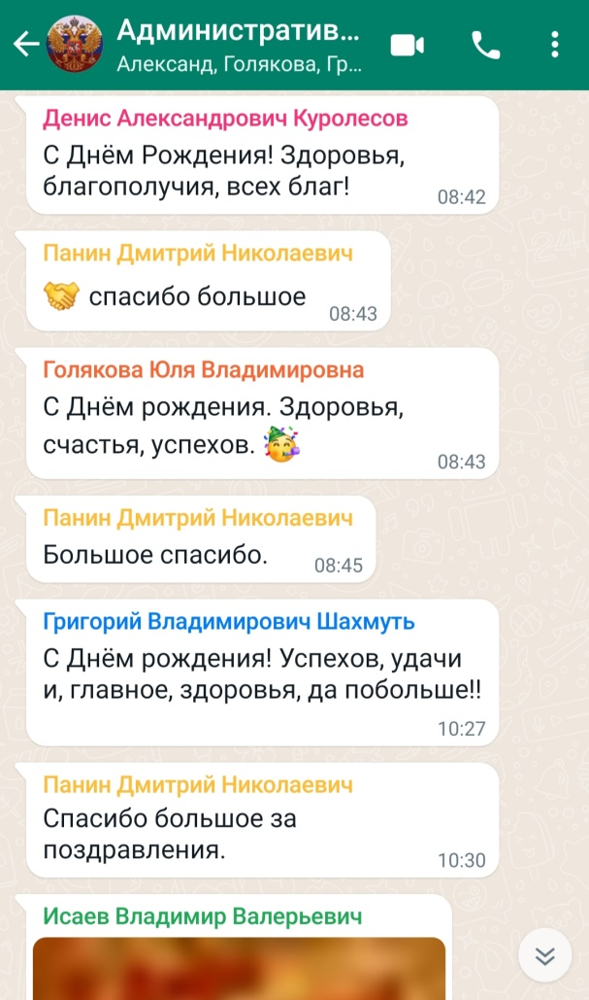 Административ...
Александ, Голякова, Гр...
Денис Александрович Куролесов
С Днём Рождения! Здоровья,
благополучия, всех благ!
08:42
Панин Дмитрий Николаевич
🤝 спасибо большое
08:43
Голякова Юля Владимировна
С Днём рождения. Здоровья,
счастья, успехов. 🥳
08:43
Панин Дмитрий Николаевич
Большое спасибо.
08:45
Григорий Владимирович Шахмуть
С Днём рождения! Успехов, удачи
и, главное, здоровья, да побольше!!
10:27
Панин Дмитрий Николаевич
Спасибо большое за
поздравления.
10:30
Исаев Владимир Валерьевич